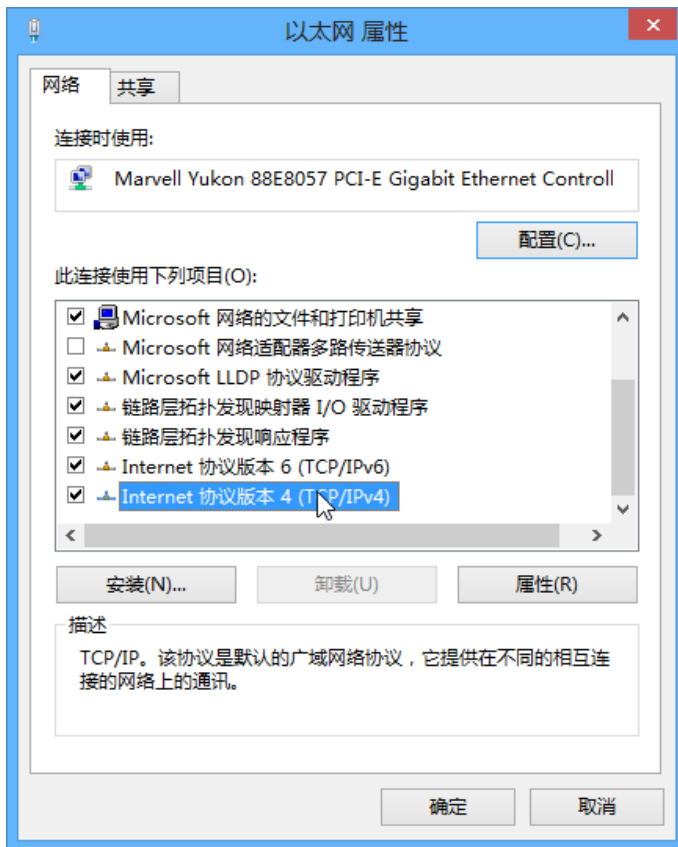 以太网 属性
网络
共享
连接时使用:
Marvell Yukon 88E8057 PCI-E Gigabit Ethernet Controll
配置(C)...
此连接使用下列项目(O):
Microsoft 网络的文件和打印机共享
Microsoft 网络适配器多路传送器协议
Microsoft LLDP 协议驱动程序
链路层拓扑发现映射器 I/O 驱动程序
链路层拓扑发现响应程序
Internet 协议版本 6 (TCP/IPv6)
Internet 协议版本 4 (TCP/IPv4)
安装(N)...
卸载(U)
属性(R)
描述
TCP/IP。该协议是默认的广域网络协议，它提供在不同的相互连
接的网络上的通讯。
确定
取消